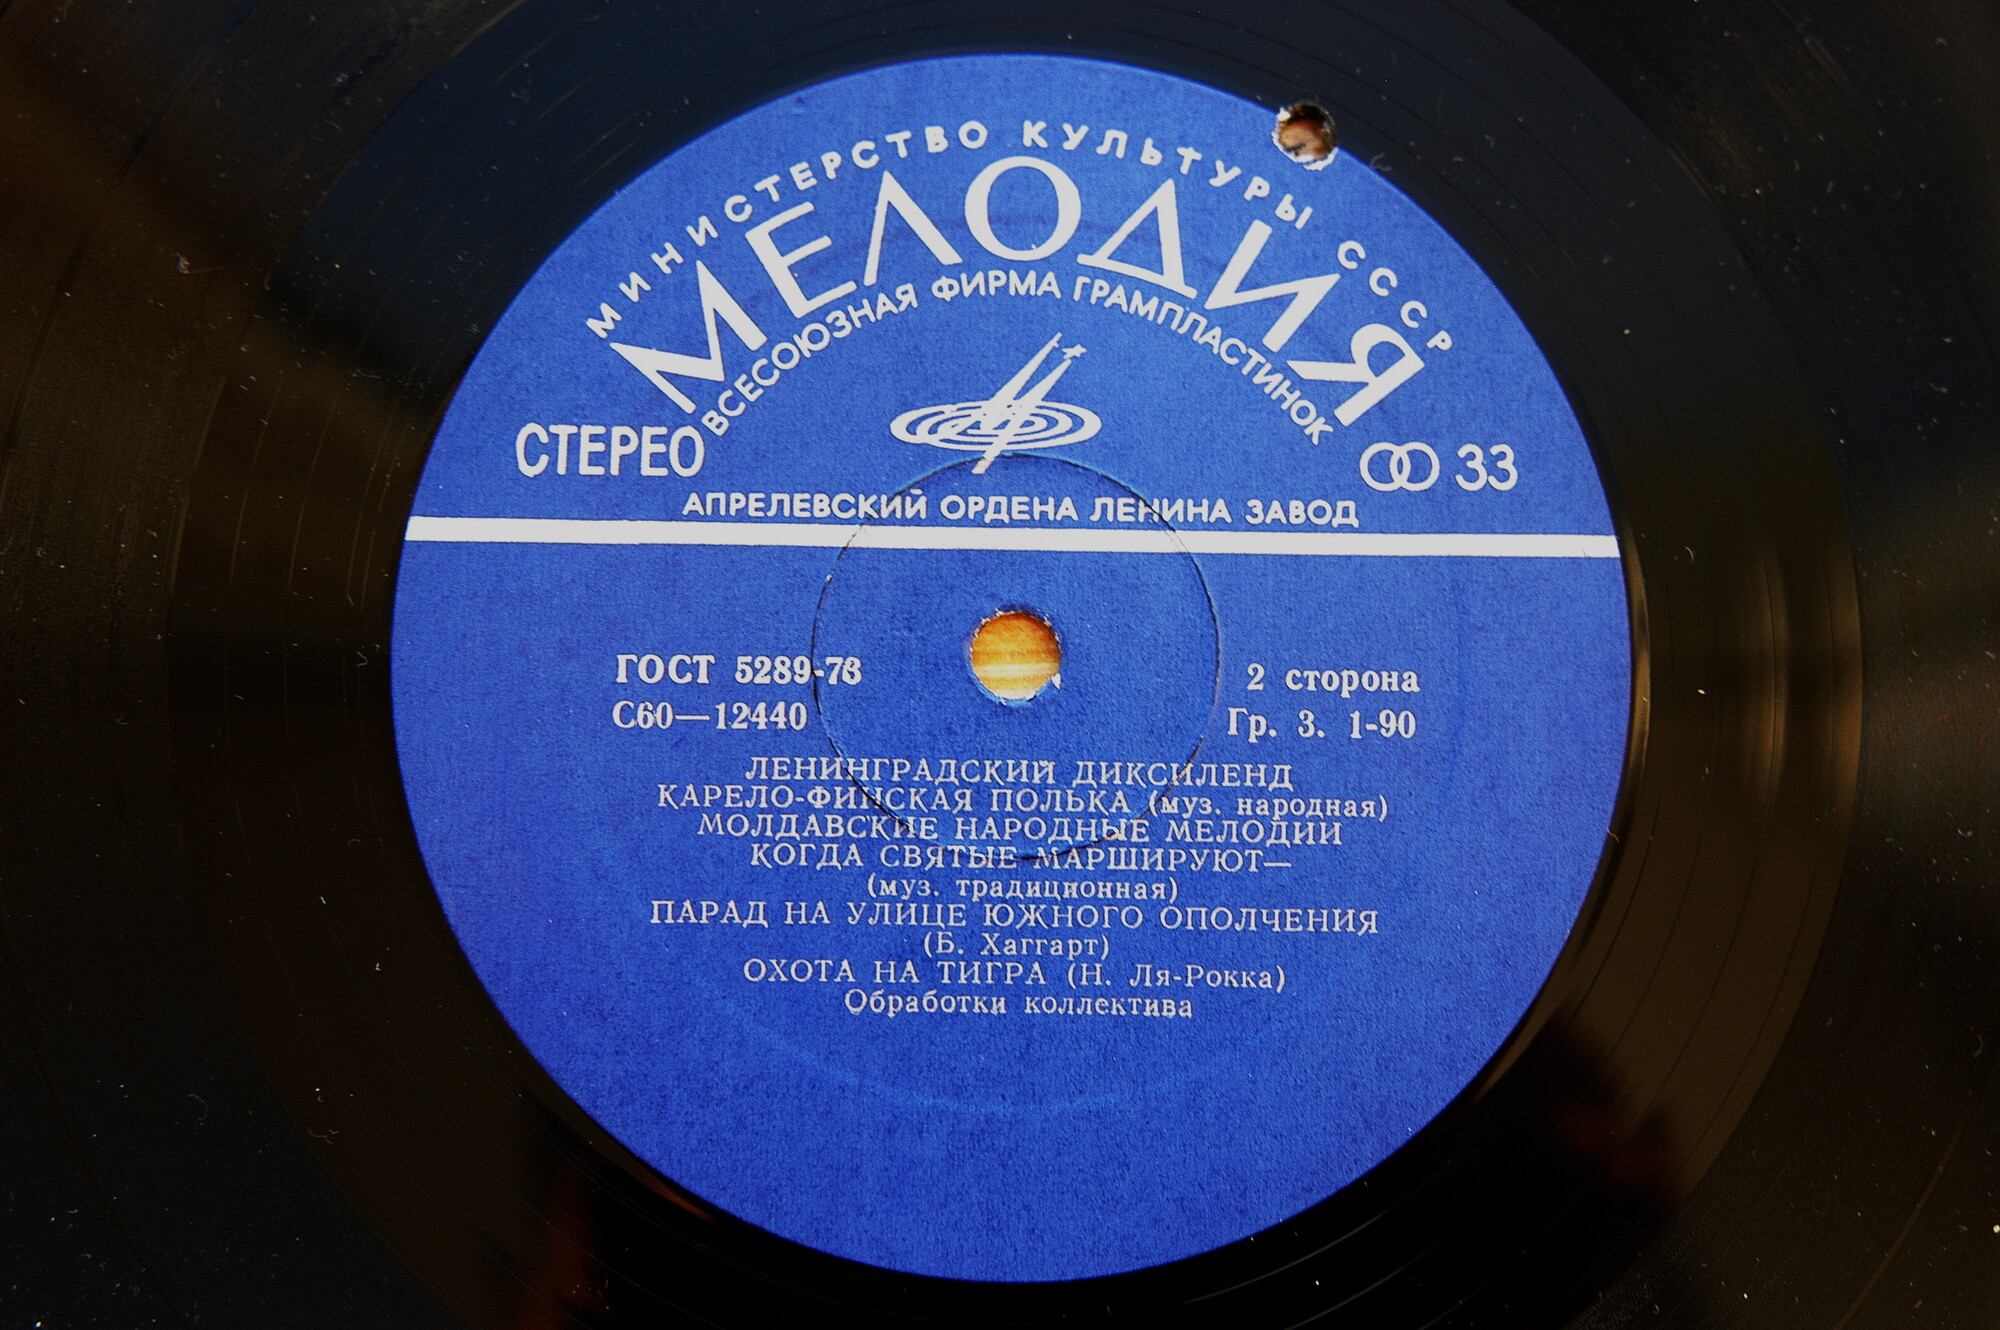 МИНИСТЕРСТВО КУЛЬТУРЫ СССР
МЕЛОДИЯ
ВСЕСОЮЗНАЯ ФИРМА ГРАМПЛАСТИНОК
СТЕРЕО
33
АПРЕЛЕВСКИЙ ОРДЕНА ЛЕНИНА ЗАВОД
ГОСТ 5289-73
2 сторона
С60—12440
Гр. 3. 1-90
ЛЕНИНГРАДСКИЙ ДИКСИЛЕНД
КАРЕЛО-ФИНСКАЯ ПОЛЬКА (муз. народная)
МОЛДАВСКИЕ НАРОДНЫЕ МЕЛОДИИ
КОГДА СВЯТЫЕ МАРШИРУЮТ—
(муз. традиционная)
ПАРАД НА УЛИЦЕ ЮЖНОГО ОПОЛЧЕНИЯ
(Б. Хаггарт)
ОХОТА НА ТИГРА (Н. Ля-Рокка)
Обработки коллектива